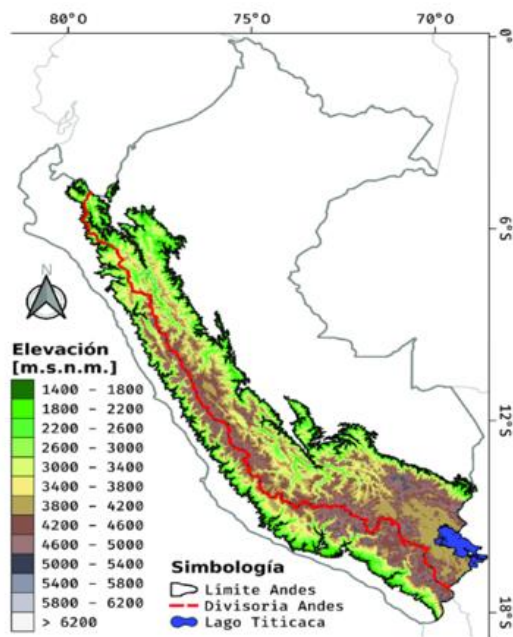 80°O 75°O 70°O
0°
6°S
12°S
18°S
N
Elevación
[m.s.n.m.]
1400 - 1800
1800 - 2200
2200 - 2600
2600 - 3000
3000 - 3400
3400 - 3800
3800 - 4200
4200 - 4600
4600 - 5000
5000 - 5400
5400 - 5800
5800 - 6200
> 6200
Simbología
Límite Andes
Divisoria Andes
Lago Titicaca